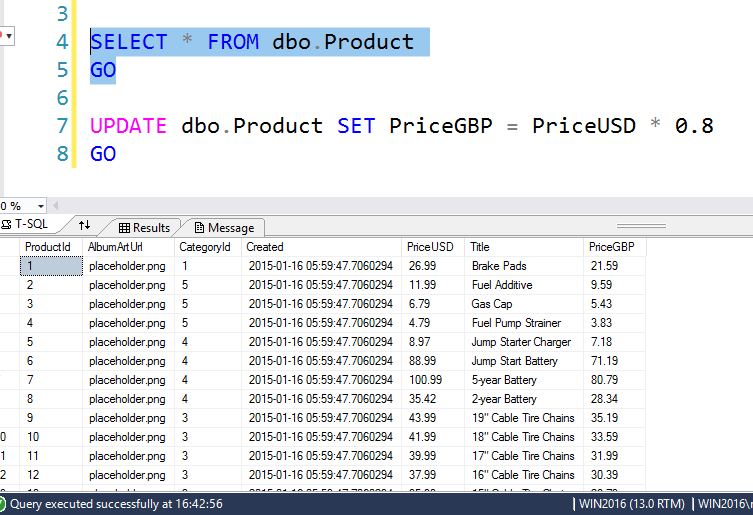 3
4 SELECT * FROM dbo.Product
5 GO
6
7 UPDATE dbo.Product SET PriceGBP = PriceUSD * 0.8
8 GO
0 %
T-SQL Results Message
ProductId AlbumArtUrl CategoryId Created PriceUSD Title PriceGBP
1 placeholder.png 1 2015-01-16 05:59:47.7060294 26.99 Brake Pads 21.59
2 placeholder.png 5 2015-01-16 05:59:47.7060294 11.99 Fuel Additive 9.59
3 placeholder.png 5 2015-01-16 05:59:47.7060294 6.79 Gas Cap 5.43
4 placeholder.png 5 2015-01-16 05:59:47.7060294 4.79 Fuel Pump Strainer 3.83
5 placeholder.png 4 2015-01-16 05:59:47.7060294 8.97 Jump Starter Charger 7.18
6 placeholder.png 4 2015-01-16 05:59:47.7060294 88.99 Jump Start Battery 71.19
7 placeholder.png 4 2015-01-16 05:59:47.7060294 100.99 5-year Battery 80.79
8 placeholder.png 4 2015-01-16 05:59:47.7060294 35.42 2-year Battery 28.34
9 placeholder.png 3 2015-01-16 05:59:47.7060294 43.99 19" Cable Tire Chains 35.19
0 10 placeholder.png 3 2015-01-16 05:59:47.7060294 41.99 18" Cable Tire Chains 33.59
1 11 placeholder.png 3 2015-01-16 05:59:47.7060294 39.99 17" Cable Tire Chains 31.99
2 12 placeholder.png 3 2015-01-16 05:59:47.7060294 37.99 16" Cable Tire Chains 30.39
Query executed successfully at 16:42:56 WIN2016 (13.0 RTM) WIN2016\